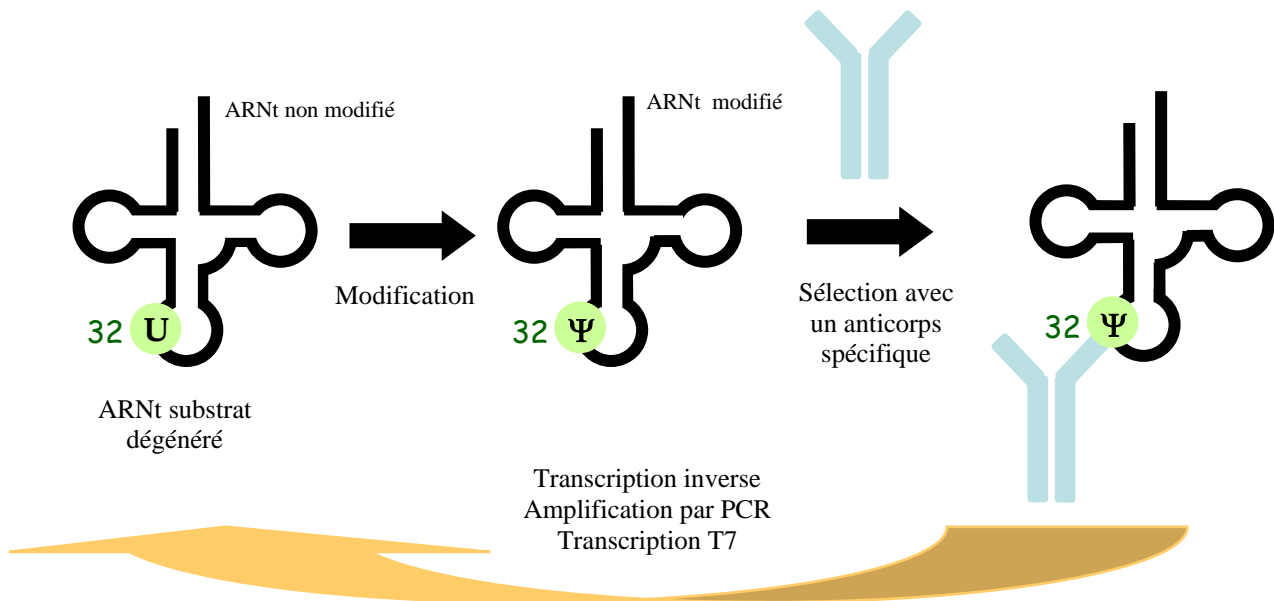 ARNt non modifié
32 U
ARNt substrat
dégénéré
Modification
ARNt modifié
32 Ψ
Sélection avec
un anticorps
spécifique
32 Ψ
Transcription inverse
Amplification par PCR
Transcription T7